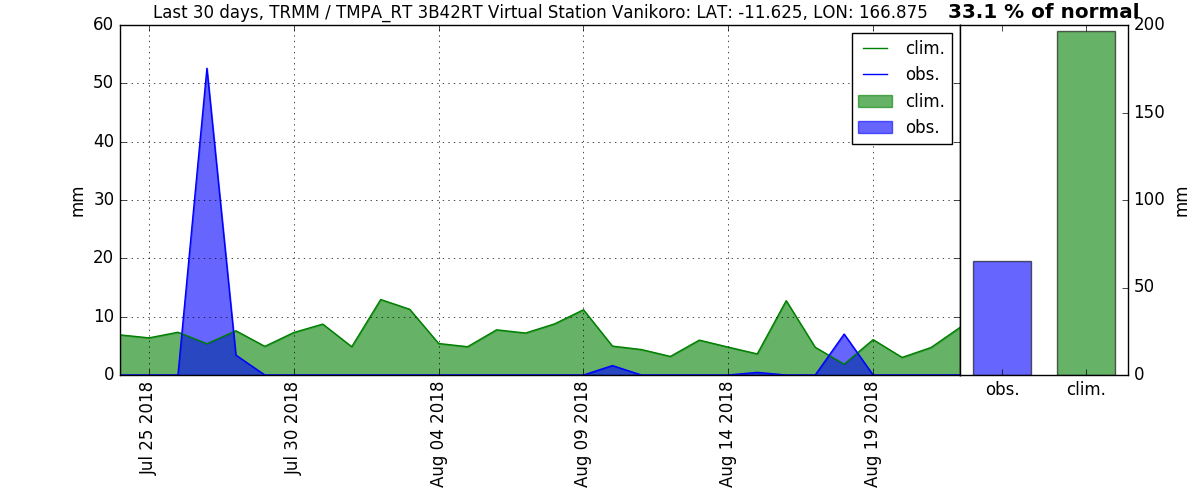 Last 30 days, TRMM / TMPA_RT 3B42RT Virtual Station Vanikoro: LAT: -11.625, LON: 166.875
33.1 % of normal
60
50
40
30
20
10
0
mm
clim.
obs.
clim.
obs.
Jul 25 2018
Jul 30 2018
Aug 04 2018
Aug 09 2018
Aug 14 2018
Aug 19 2018
200
150
100
50
0
mm
obs.
clim.